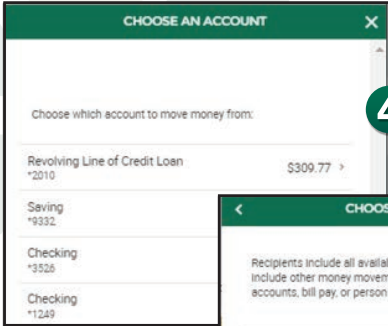 CHOOSE AN ACCOUNT X
Choose which account to move money from:
4
Revolving Line of Credit Loan
*2010
$309.77 >
Saving
*9332
Checking
*3526
Checking
*1249
< CHOOS
Recipients include all availa
include other money movem
accounts, bill pay, or person